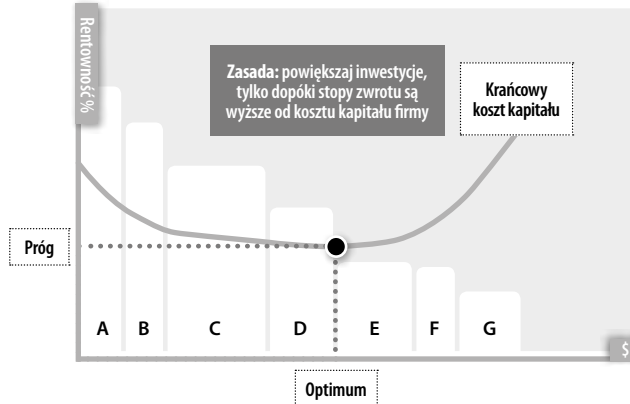 Rentowność %
Zasada: powiększaj inwestycje,
tylko dopóki stopy zwrotu są
wyższe od kosztu kapitału firmy
Krańcowy
koszt kapitału
Próg
A B C D E F G
$
Optimum